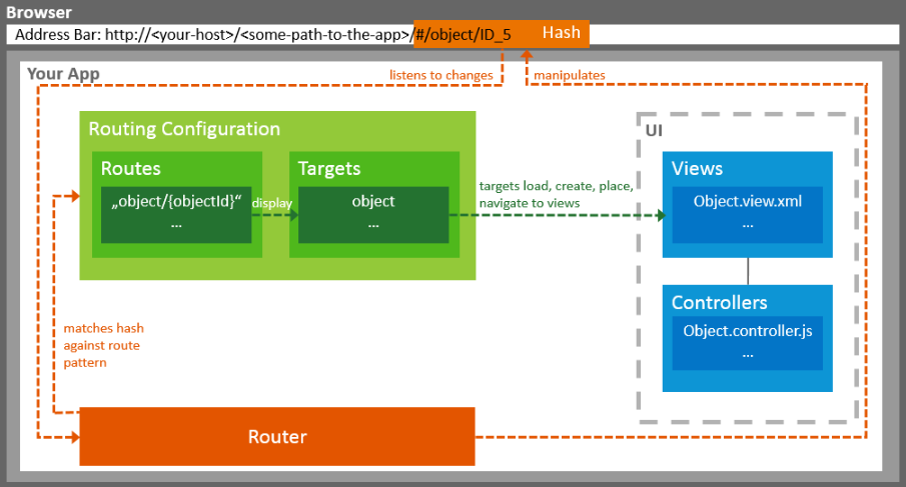 Browser
Address Bar: http://<your-host>/<some-path-to-the-app>/#/object/ID_5 Hash
Your App
listens to changes
manipulates
Routing Configuration
Routes
„object/{objectId}“
...
display
Targets
object
...
targets load, create, place,
navigate to views
UI
Views
Object.view.xml
...
Controllers
Object.controller.js
...
matches hash
against route
pattern
Router